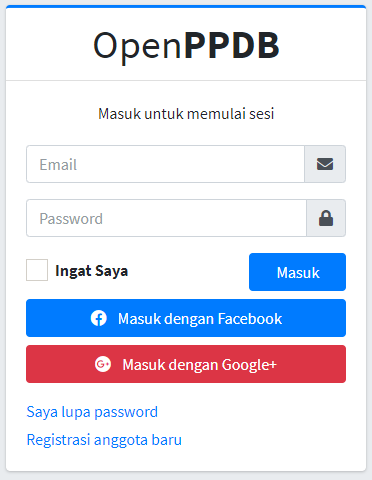 OpenPPDB
Masuk untuk memulai sesi
Email
Password
Ingat Saya
Masuk
Masuk dengan Facebook
Masuk dengan Google+
Saya lupa password
Registrasi anggota baru